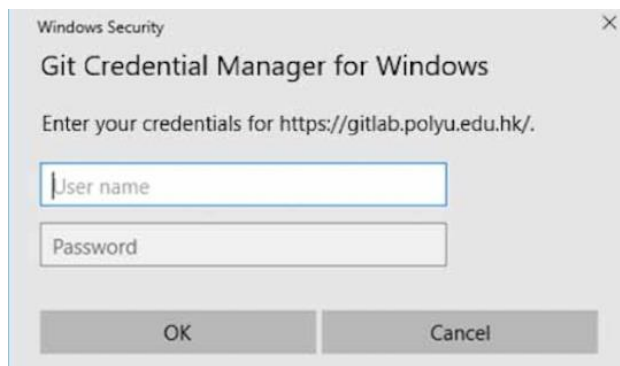 Windows Security
Git Credential Manager for Windows
Enter your credentials for https://gitlab.polyu.edu.hk/.
User name
Password
OK Cancel